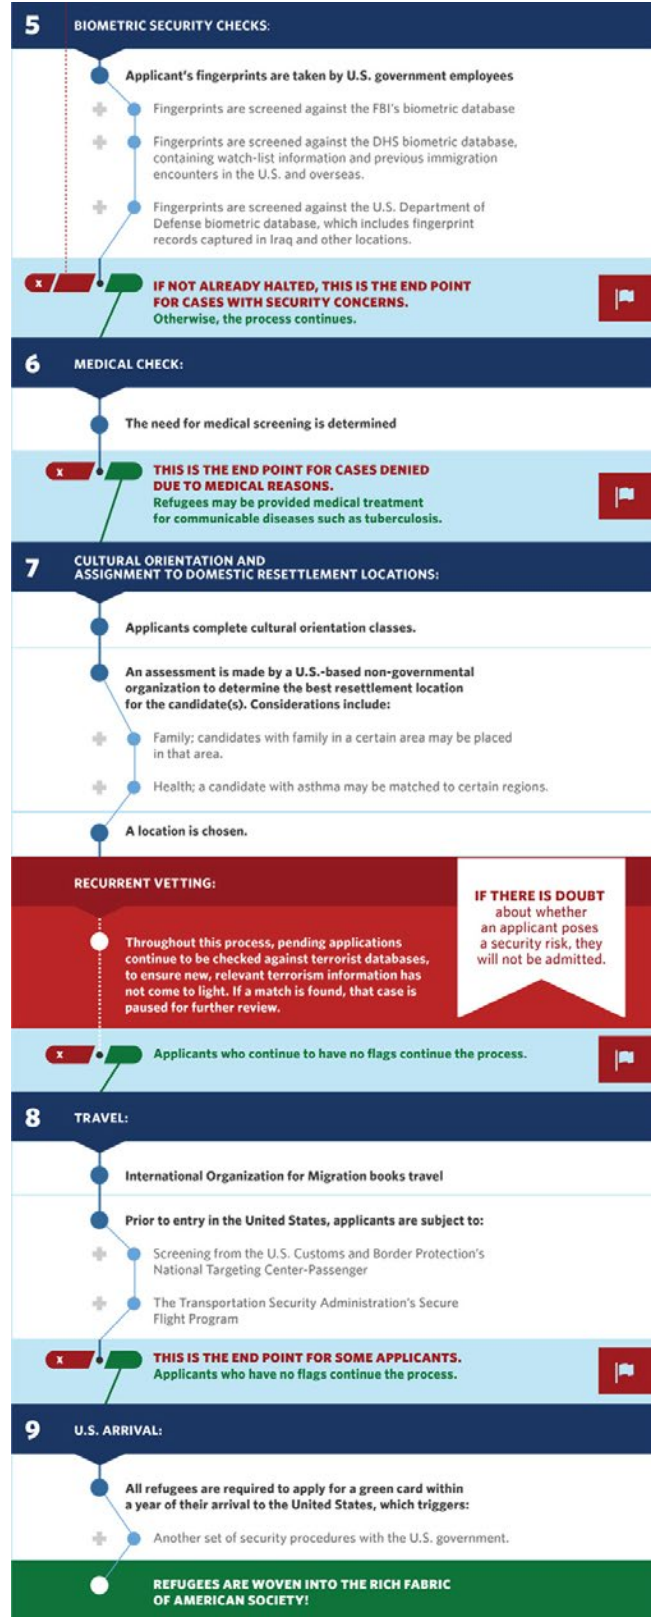 5 BIOMETRIC SECURITY CHECKS:
Applicant's fingerprints are taken by U.S. government employees
Fingerprints are screened against the FBI's biometric database
Fingerprints are screened against the DHS biometric database,
containing watch-list information and previous immigration
encounters in the U.S. and overseas.
Fingerprints are screened against the U.S. Department of
Defense biometric database, which includes fingerprint
records captured in Iraq and other locations.
X
IF NOT ALREADY HALTED, THIS IS THE END POINT
FOR CASES WITH SECURITY CONCERNS.
Otherwise, the process continues.
6 MEDICAL CHECK:
The need for medical screening is determined
X
THIS IS THE END POINT FOR CASES DENIED
DUE TO MEDICAL REASONS.
Refugees may be provided medical treatment
for communicable diseases such as tuberculosis.
7 CULTURAL ORIENTATION AND
ASSIGNMENT TO DOMESTIC RESETTLEMENT LOCATIONS:
Applicants complete cultural orientation classes.
An assessment is made by a U.S.-based non-governmental
organization to determine the best resettlement location
for the candidate(s). Considerations include:
Family; candidates with family in a certain area may be placed
in that area.
Health; a candidate with asthma may be matched to certain regions.
A location is chosen.
RECURRENT VETTING:
Throughout this process, pending applications
continue to be checked against terrorist databases,
to ensure new, relevant terrorism information has
not come to light. If a match is found, that case is
paused for further review.
IF THERE IS DOUBT
about whether
an applicant poses
a security risk, they
will not be admitted.
X
Applicants who continue to have no flags continue the process.
8 TRAVEL:
International Organization for Migration books travel
Prior to entry in the United States, applicants are subject to:
Screening from the U.S. Customs and Border Protection's
National Targeting Center-Passenger
The Transportation Security Administration's Secure
Flight Program
X
THIS IS THE END POINT FOR SOME APPLICANTS.
Applicants who have no flags continue the process.
9 U.S. ARRIVAL:
All refugees are required to apply for a green card within
a year of their arrival to the United States, which triggers:
Another set of security procedures with the U.S. government.
REFUGEES ARE WOVEN INTO THE RICH FABRIC
OF AMERICAN SOCIETY!